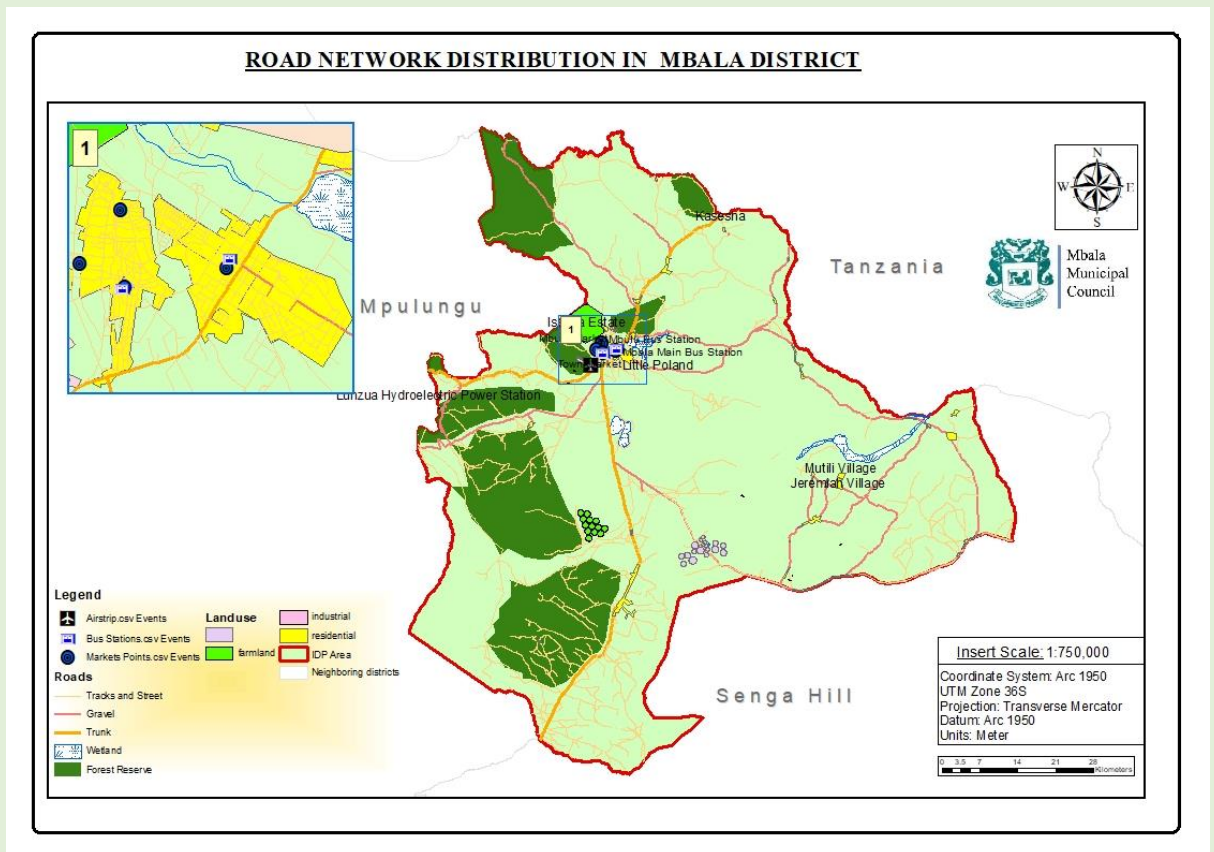 ROAD NETWORK DISTRIBUTION IN MBALA DISTRICT
1
N
W E
S
Kasesha
Tanzania
Mbala
Municipal
Council
Mpulungu
Estate
1
Bus Station
Mbala Main Bus Station
Little Poland
Lunzua Hydroelectric Power Station
Mutili Village
Jeremiah Village
Senga Hill
Legend
Airstrip.csv Events
Bus Stations.csv Events
Markets Points.csv Events
Roads
Tracks and Street
Gravel
Trunk
Wetland
Forest Reserve
Landuse
farmland
industrial
residential
IDP Area
Neighboring districts
Insert Scale: 1:750,000
Coordinate System: Arc 1950
UTM Zone 36S
Projection: Transverse Mercator
Datum: Arc 1950
Units: Meter
0 3.5 7 14 21 28
Kilometers